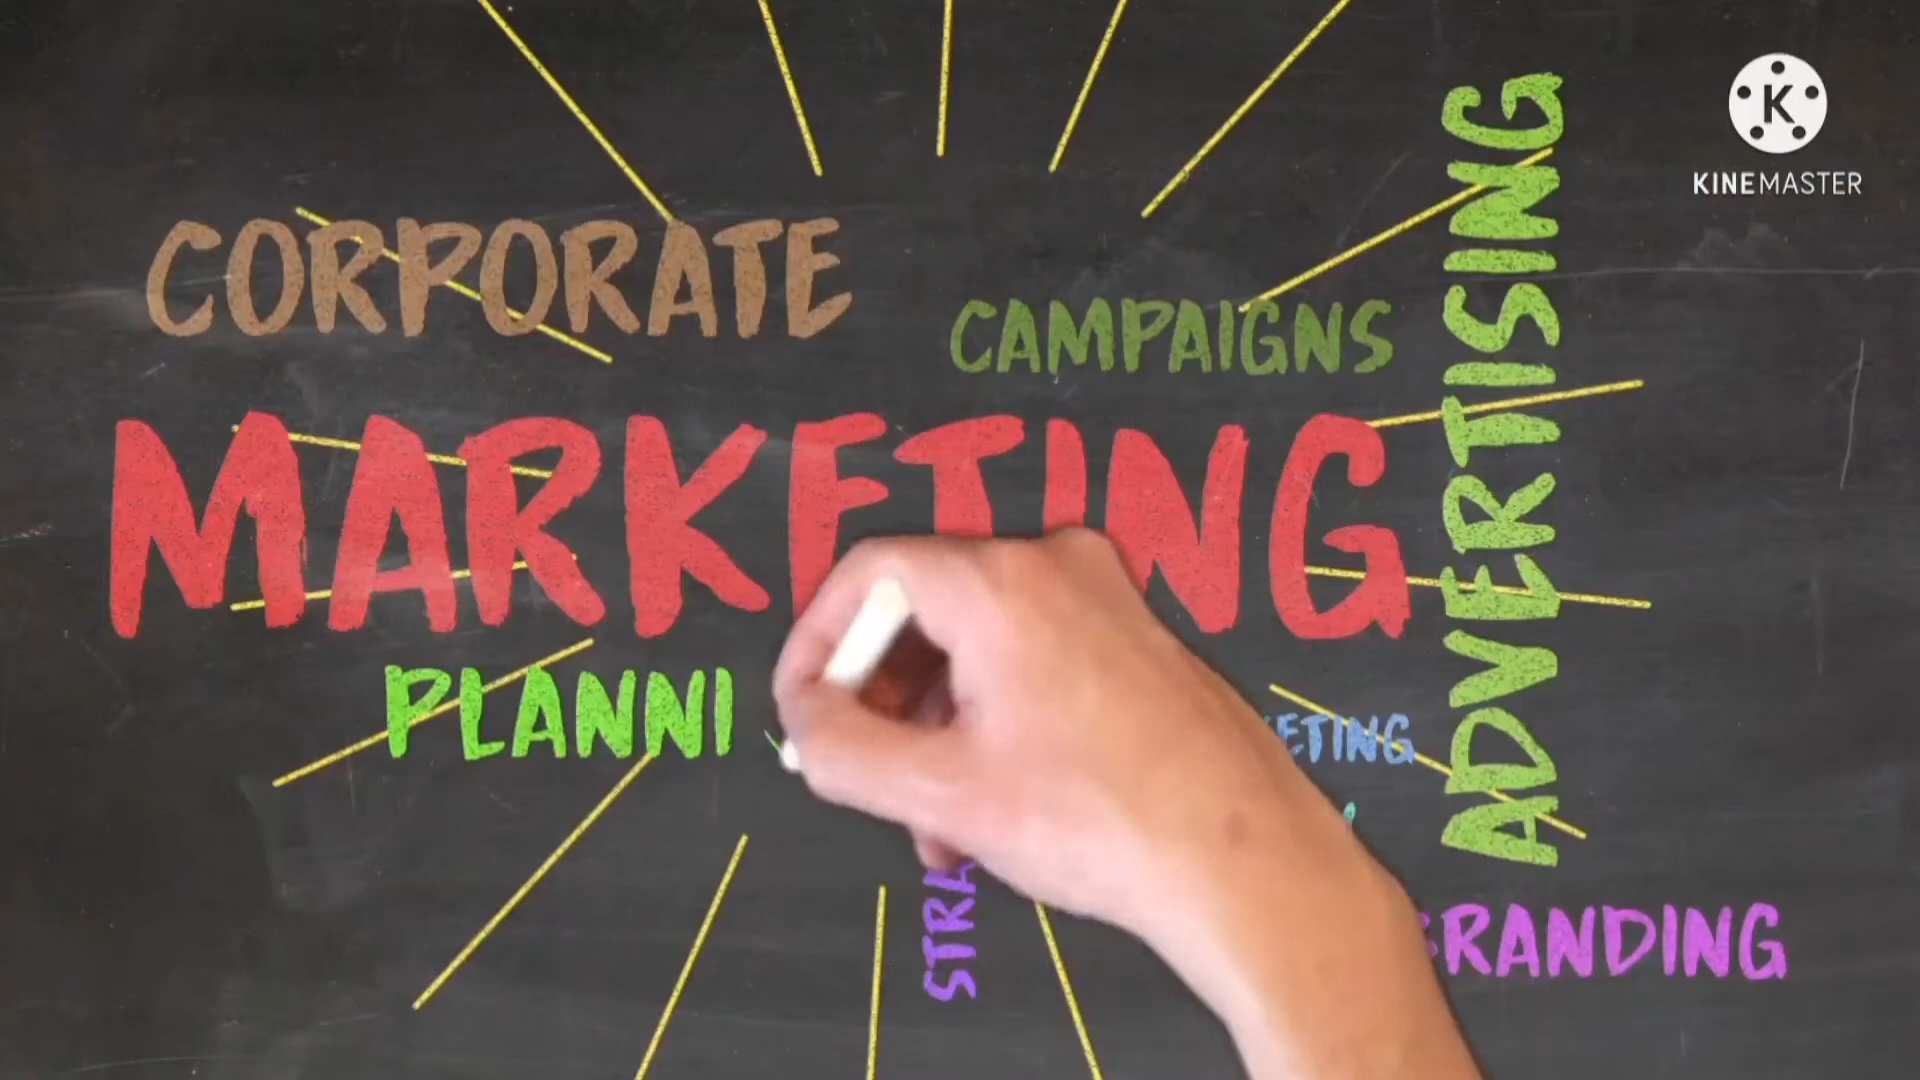 K
KINEMASTER
CORPORATE
CAMPAIGNS
ADVERTISING
MARKETING
PLANNI
ETING
STRA
RANDING